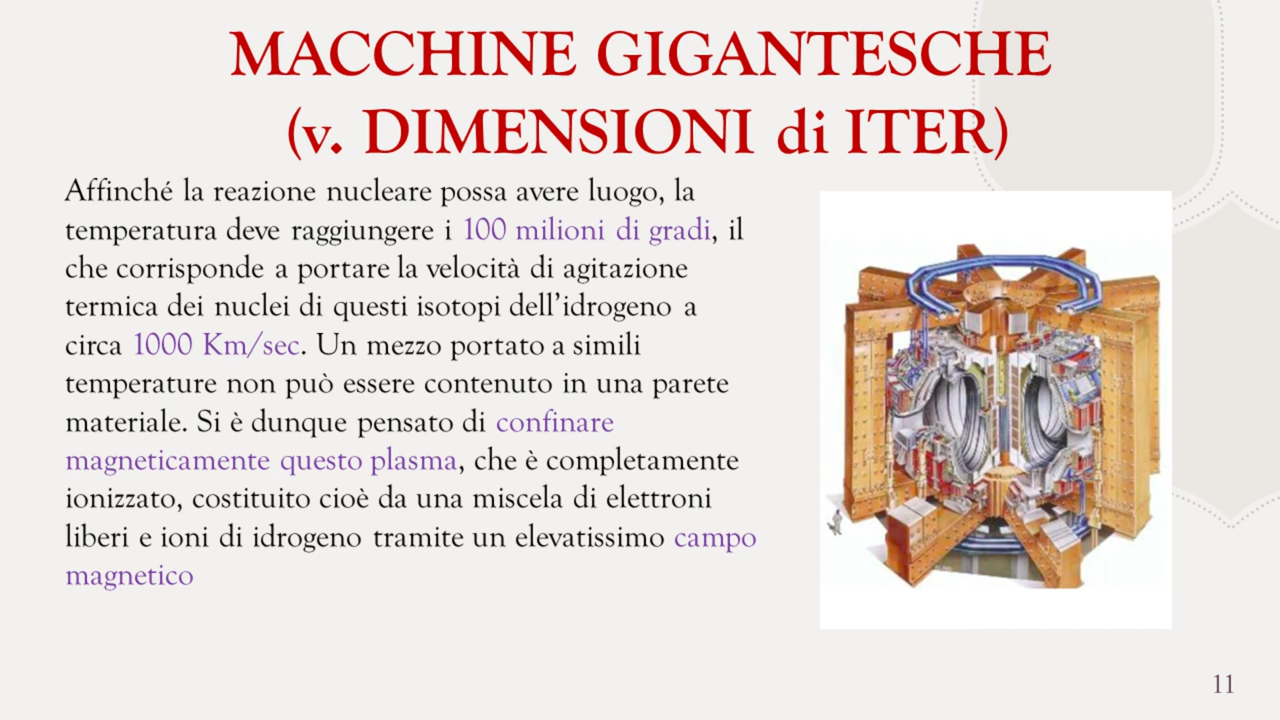 MACCHINE GIGANTESCHE
(v. DIMENSIONI di ITER)
Affinché la reazione nucleare possa avere luogo, la
temperatura deve raggiungere i 100 milioni di gradi, il
che corrisponde a portare la velocità di agitazione
termica dei nuclei di questi isotopi dell’idrogeno a
circa 1000 Km/sec. Un mezzo portato a simili
temperature non può essere contenuto in una parete
materiale. Si è dunque pensato di confinare
magneticamente questo plasma, che è completamente
ionizzato, costituito cioè da una miscela di elettroni
liberi e ioni di idrogeno tramite un elevatissimo campo
magnetico
11